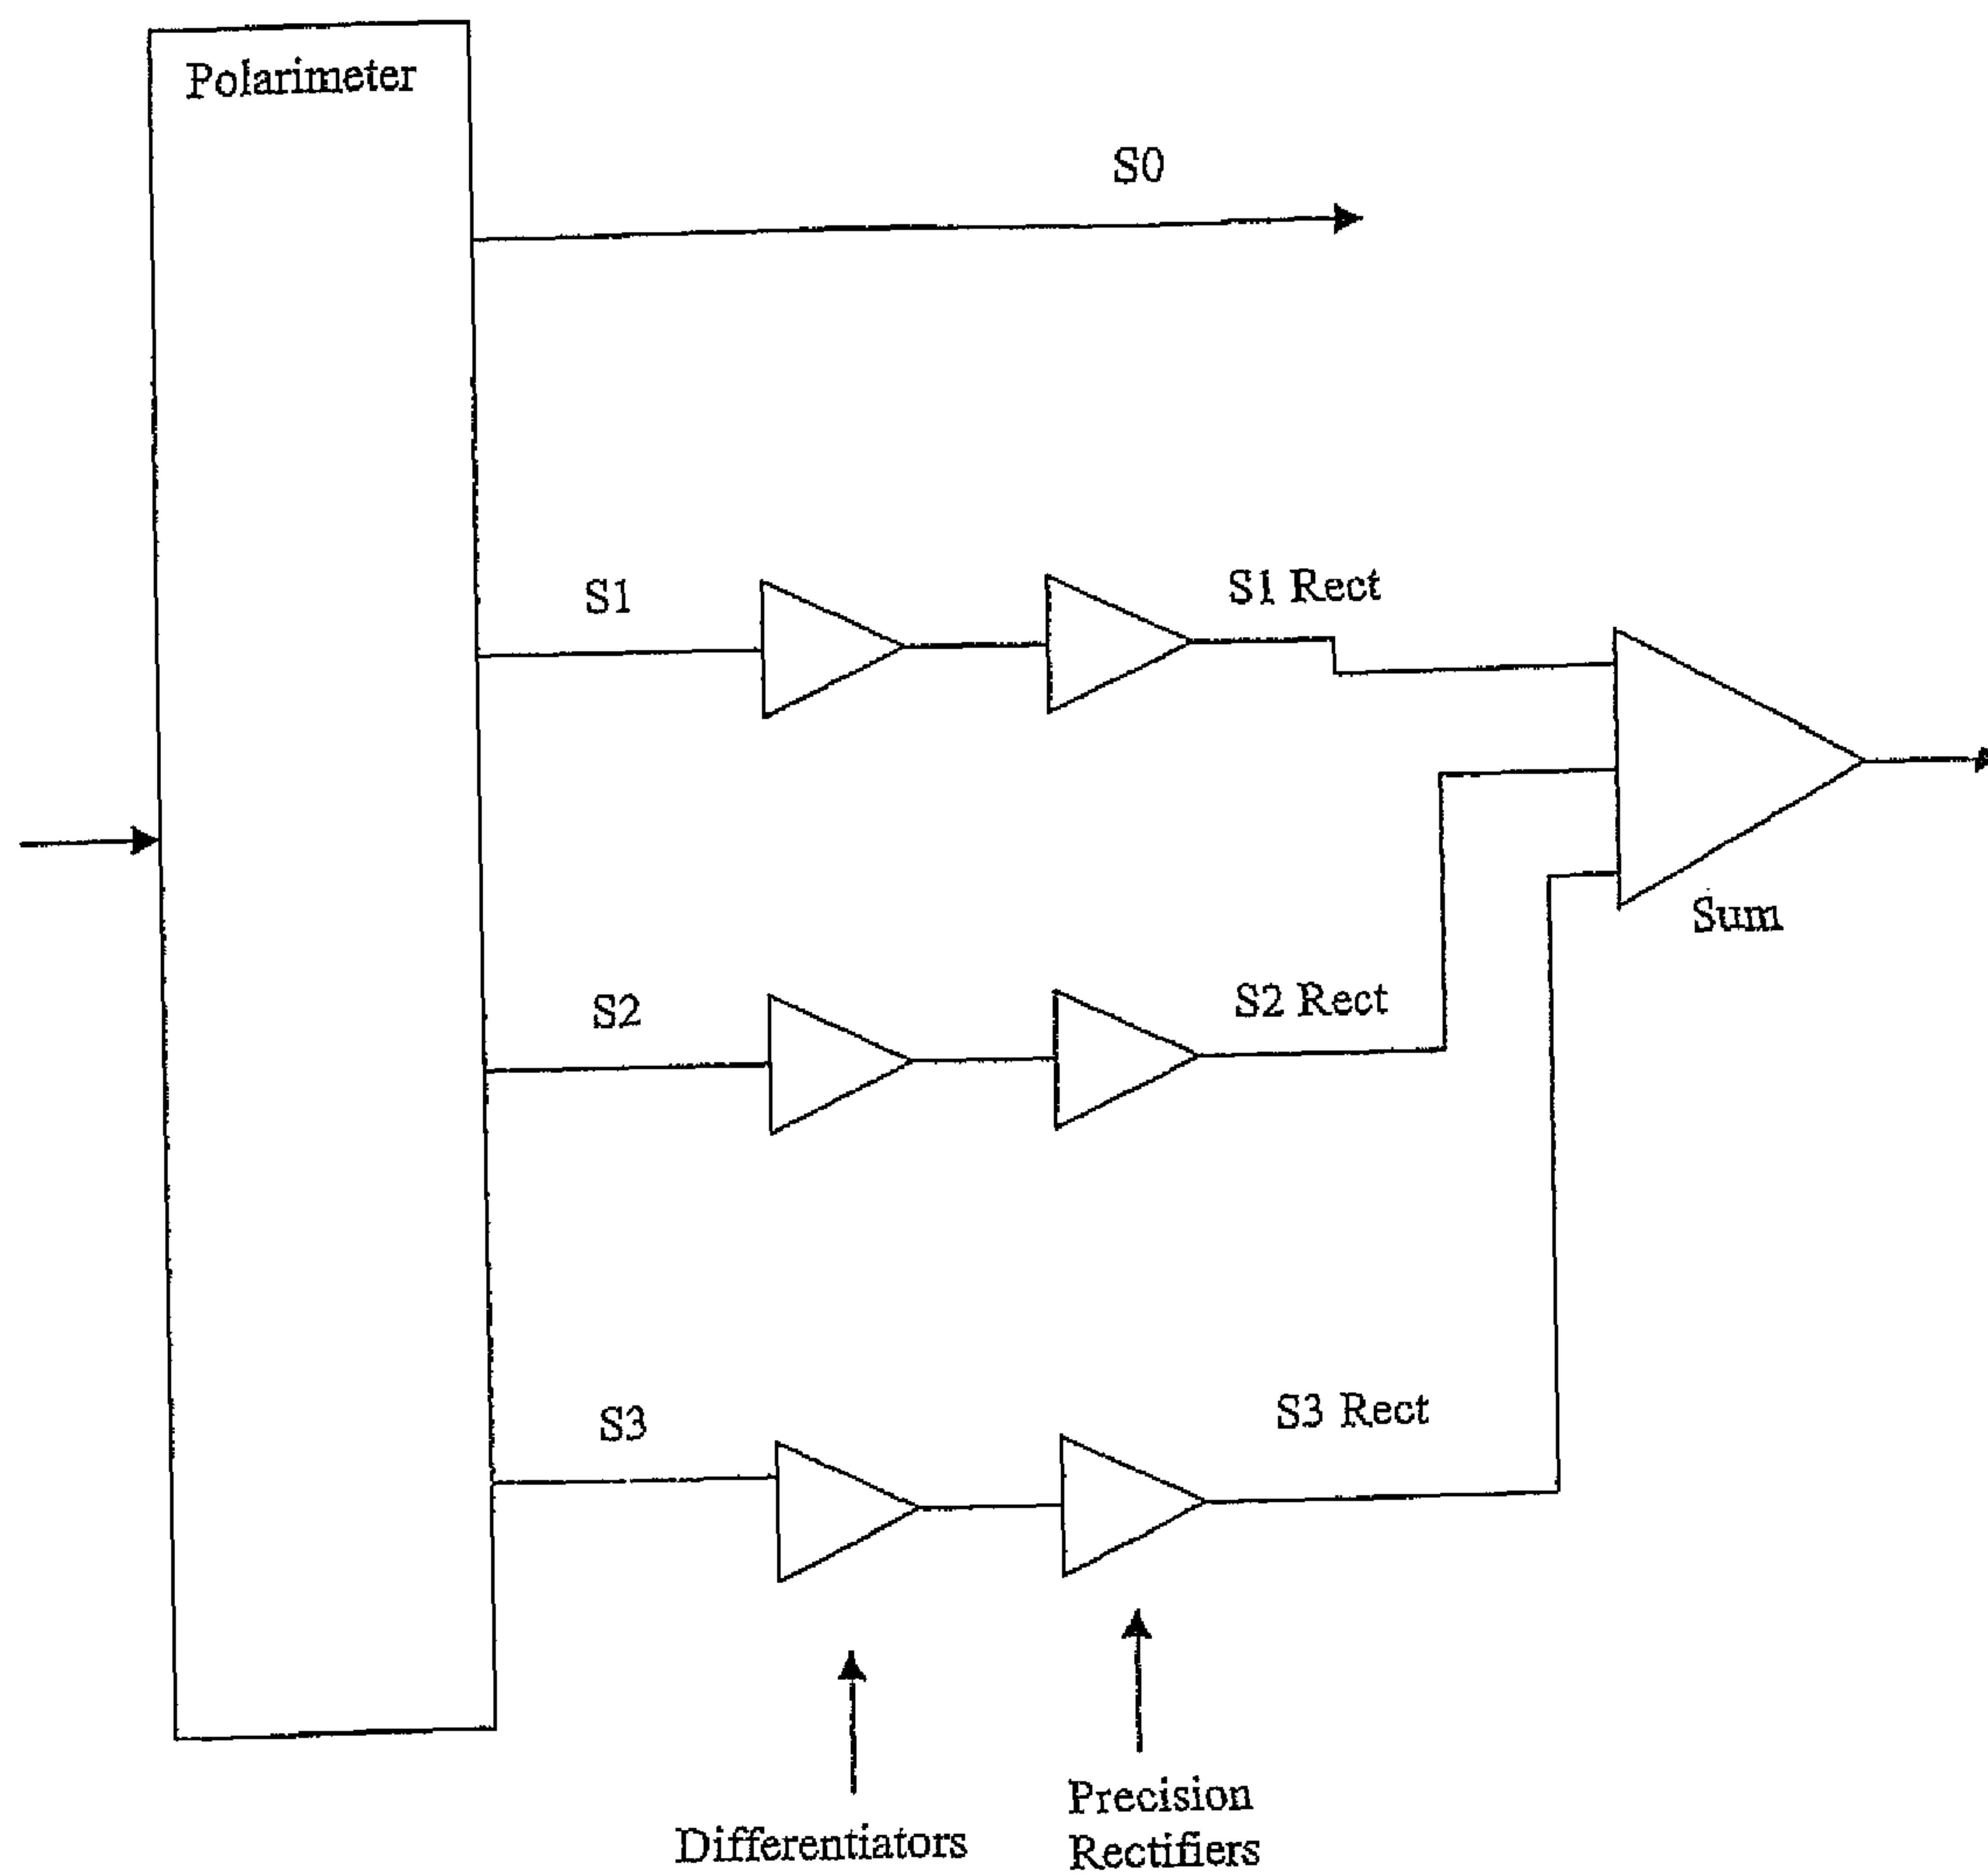 Polarimeter
S0
S1
S1 Rect
Sum
S2
S2 Rect
S3
S3 Rect
Differentiators
Precision
Rectifiers